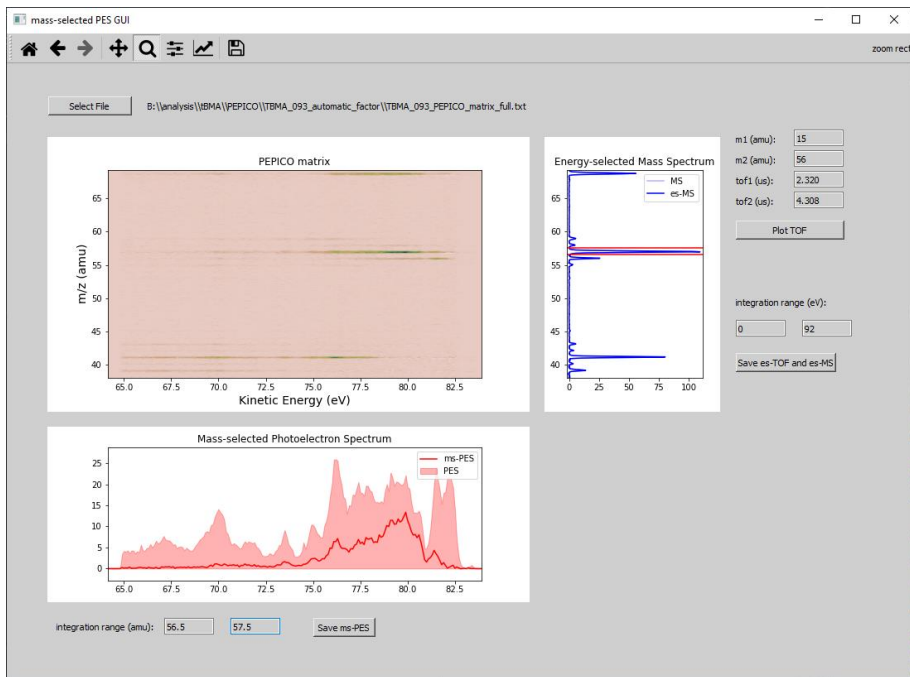 mass-selected PES GUI
zoom rect
Select File B:\\analysis\\tBMA\\PEPICO\\TBMA_093_automatic_factor\\TBMA_093_PEPICO_matrix_full.txt
PEPICO matrix
m/z (amu)
65
60
55
50
45
40
65.0 67.5 70.0 72.5 75.0 77.5 80.0 82.5
Kinetic Energy (eV)
Energy-selected Mass Spectrum
MS
es-MS
65
60
55
50
45
40
0 25 50 75 100
m1 (amu): 15
m2 (amu): 56
tof1 (us): 2.320
tof2 (us): 4.308
Plot TOF
integration range (eV):
0 92
Save es-TOF and es-MS
Mass-selected Photoelectron Spectrum
ms-PES
PES
25
20
15
10
5
0
65.0 67.5 70.0 72.5 75.0 77.5 80.0 82.5
integration range (amu): 56.5 57.5 Save ms-PES